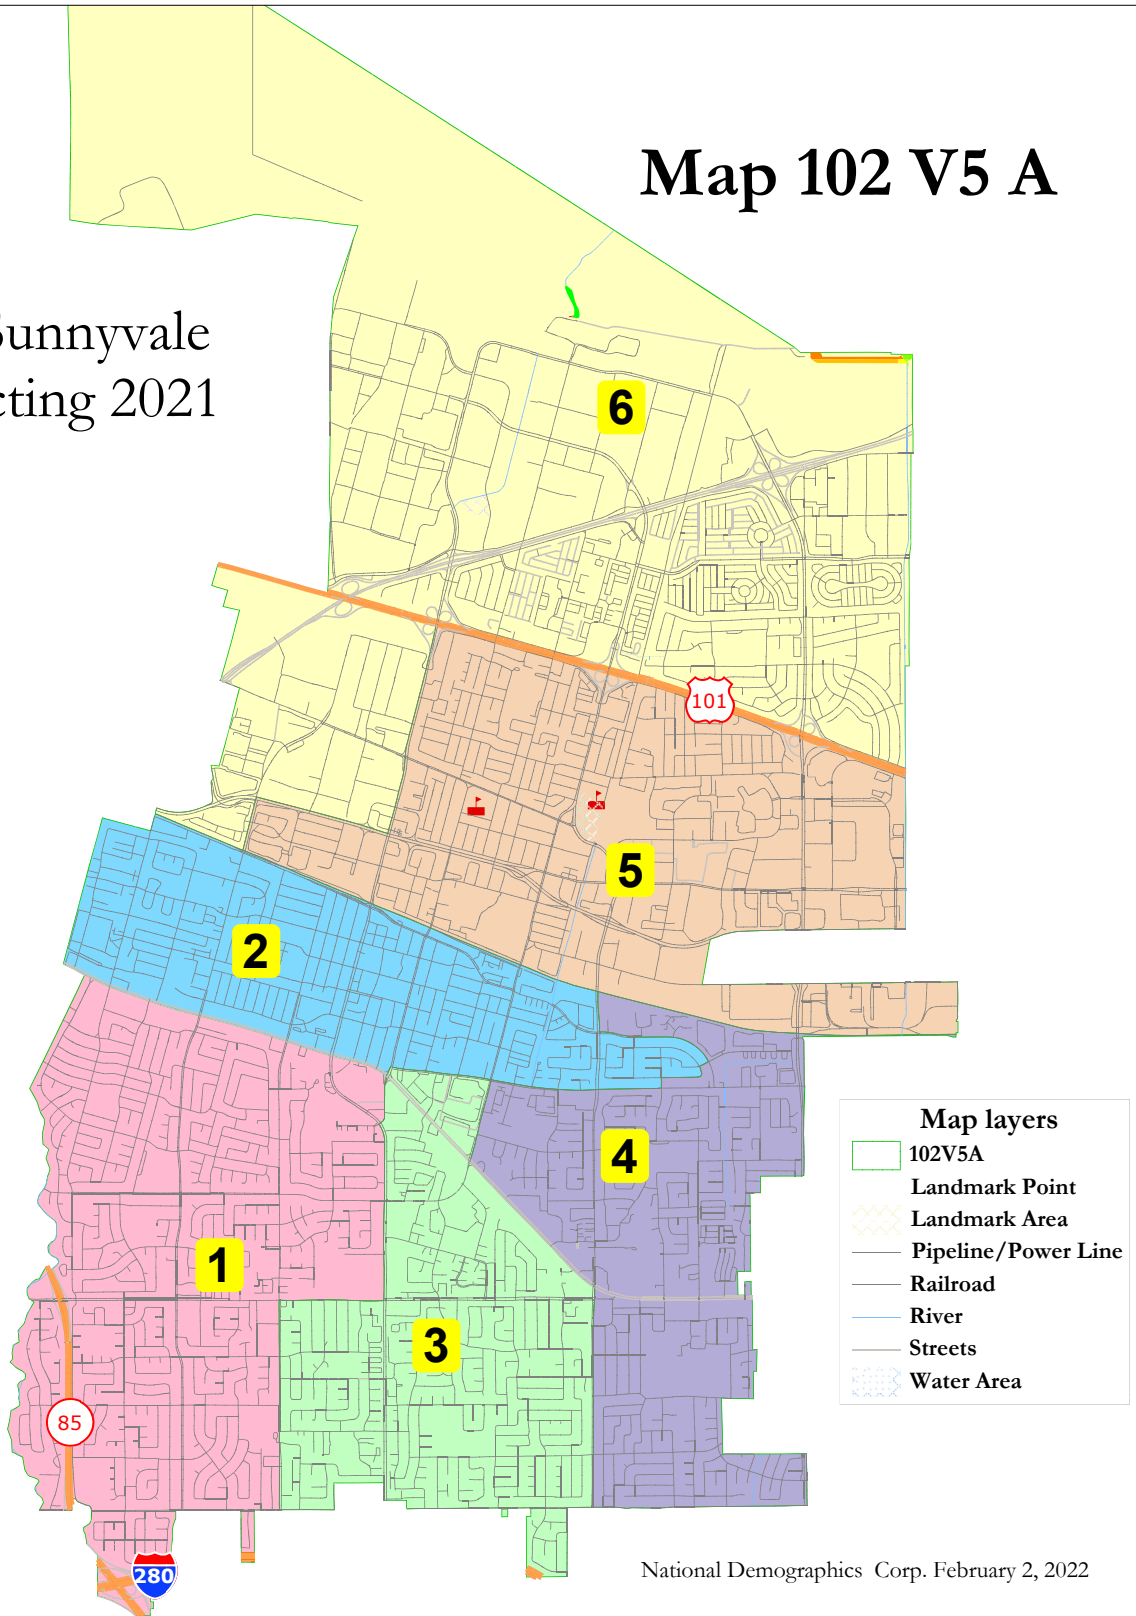 Map 102 V5 A
unnyvale
cting 2021
6
101
5
2
4
1
3
85
280
Map layers
102V5A
Landmark Point
Landmark Area
Pipeline/Power Line
Railroad
River
Streets
Water Area
National Demographics Corp. February 2, 2022